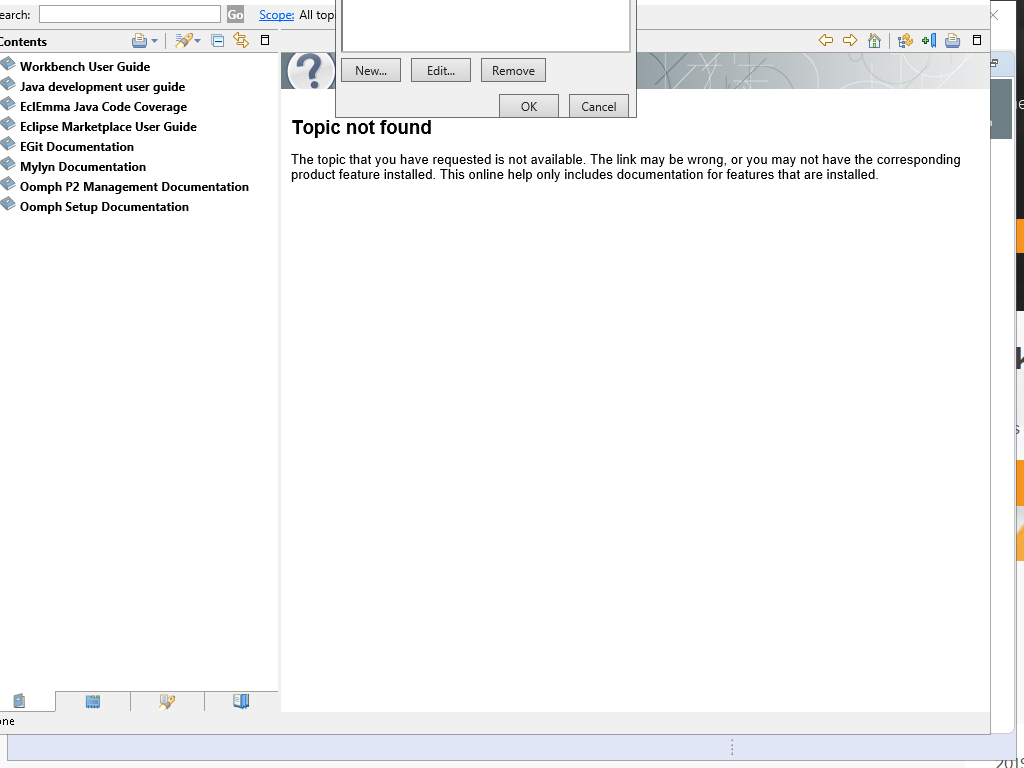 earch:
Go
Scope:
All top
Contents
Workbench User Guide
Java development user guide
EclEmma Java Code Coverage
Eclipse Marketplace User Guide
EGit Documentation
Mylyn Documentation
Oomph P2 Management Documentation
Oomph Setup Documentation
New...
Edit...
Remove
OK
Cancel
Topic not found
The topic that you have requested is not available. The link may be wrong, or you may not have the corresponding
product feature installed. This online help only includes documentation for features that are installed.
one
2019